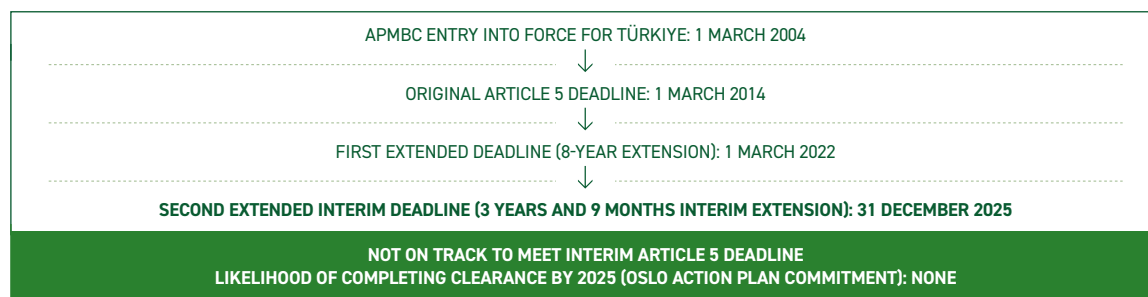 APMBC ENTRY INTO FORCE FOR TÜRKIYE: 1 MARCH 2004
ORIGINAL ARTICLE 5 DEADLINE: 1 MARCH 2014
FIRST EXTENDED DEADLINE (8-YEAR EXTENSION): 1 MARCH 2022
SECOND EXTENDED INTERIM DEADLINE (3 YEARS AND 9 MONTHS INTERIM EXTENSION): 31 DECEMBER 2025
NOT ON TRACK TO MEET INTERIM ARTICLE 5 DEADLINE
LIKELIHOOD OF COMPLETING CLEARANCE BY 2025 (OSLO ACTION PLAN COMMITMENT): NONE